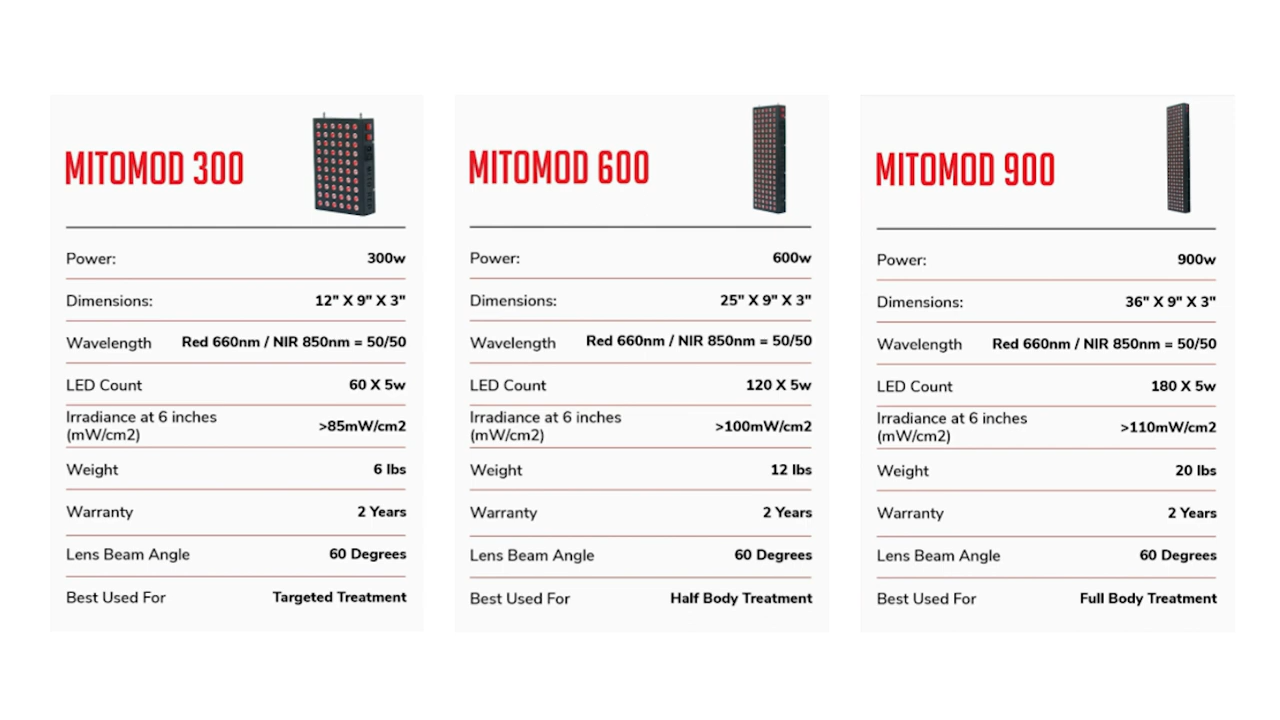 MITOMOD 300
Power: 300w
Dimensions: 12" X 9" X 3"
Wavelength Red 660nm / NIR 850nm = 50/50
LED Count 60 X 5w
Irradiance at 6 inches
(mW/cm2) >85mW/cm2
Weight 6 lbs
Warranty 2 Years
Lens Beam Angle 60 Degrees
Best Used For Targeted Treatment
MITOMOD 600
Power: 600w
Dimensions: 25" X 9" X 3"
Wavelength Red 660nm / NIR 850nm = 50/50
LED Count 120 X 5w
Irradiance at 6 inches
(mW/cm2) >100mW/cm2
Weight 12 lbs
Warranty 2 Years
Lens Beam Angle 60 Degrees
Best Used For Half Body Treatment
MITOMOD 900
Power: 900w
Dimensions: 36" X 9" X 3"
Wavelength Red 660nm / NIR 850nm = 50/50
LED Count 180 X 5w
Irradiance at 6 inches
(mW/cm2) >110mW/cm2
Weight 20 lbs
Warranty 2 Years
Lens Beam Angle 60 Degrees
Best Used For Full Body Treatment